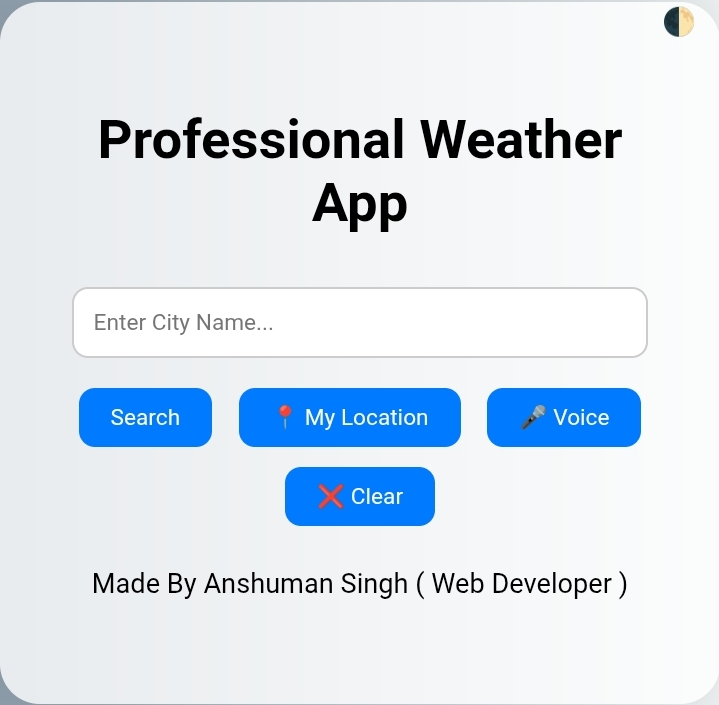 Professional Weather
App
Enter City Name...
Search
📍 My Location
🎤 Voice
❌ Clear
Made By Anshuman Singh ( Web Developer )